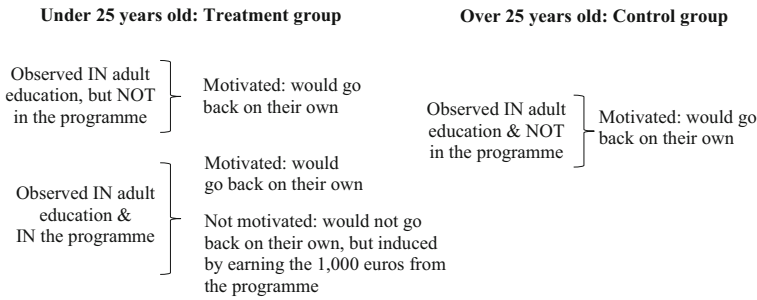 Under 25 years old: Treatment group
Over 25 years old: Control group
Observed IN adult
education, but NOT
in the programme
Motivated: would go
back on their own
Observed IN adult
education &
IN the programme
Motivated: would
go back on their own
Not motivated: would not go
back on their own, but induced
by earning the 1,000 euros from
the programme
Observed IN adult
education & NOT
in the programme
Motivated: would go
back on their own